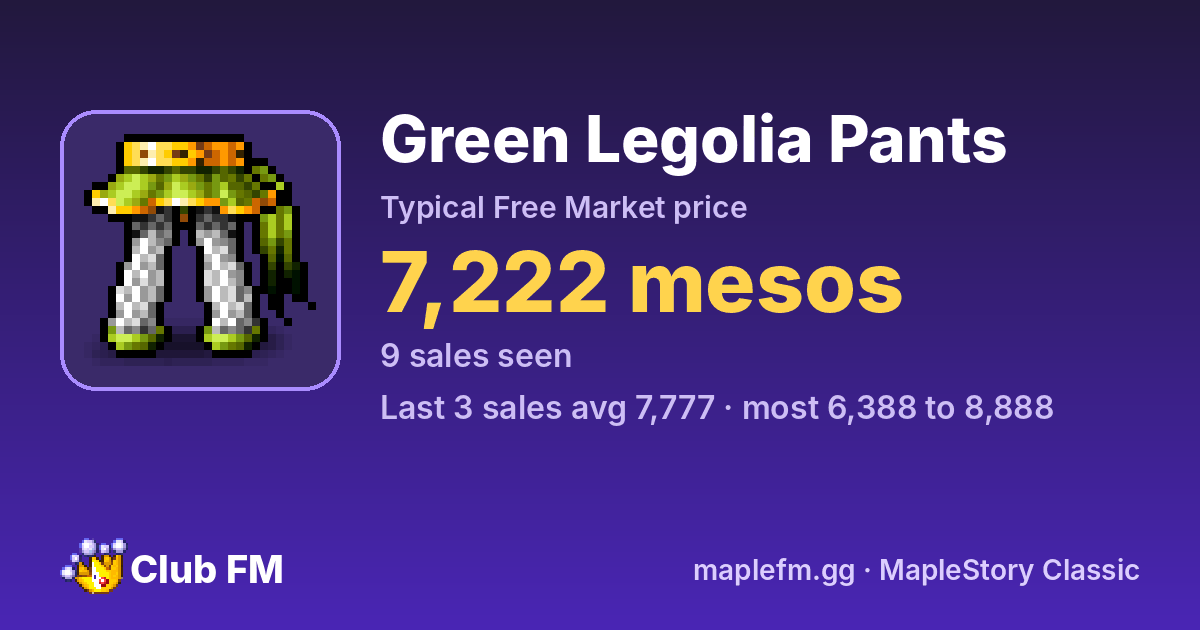 Green Legolia Pants
Typical Free Market price
7,222 mesos
9 sales seen
Last 3 sales avg 7,777 · most 6,388 to 8,888
Club FM
maplefm.gg · MapleStory Classic